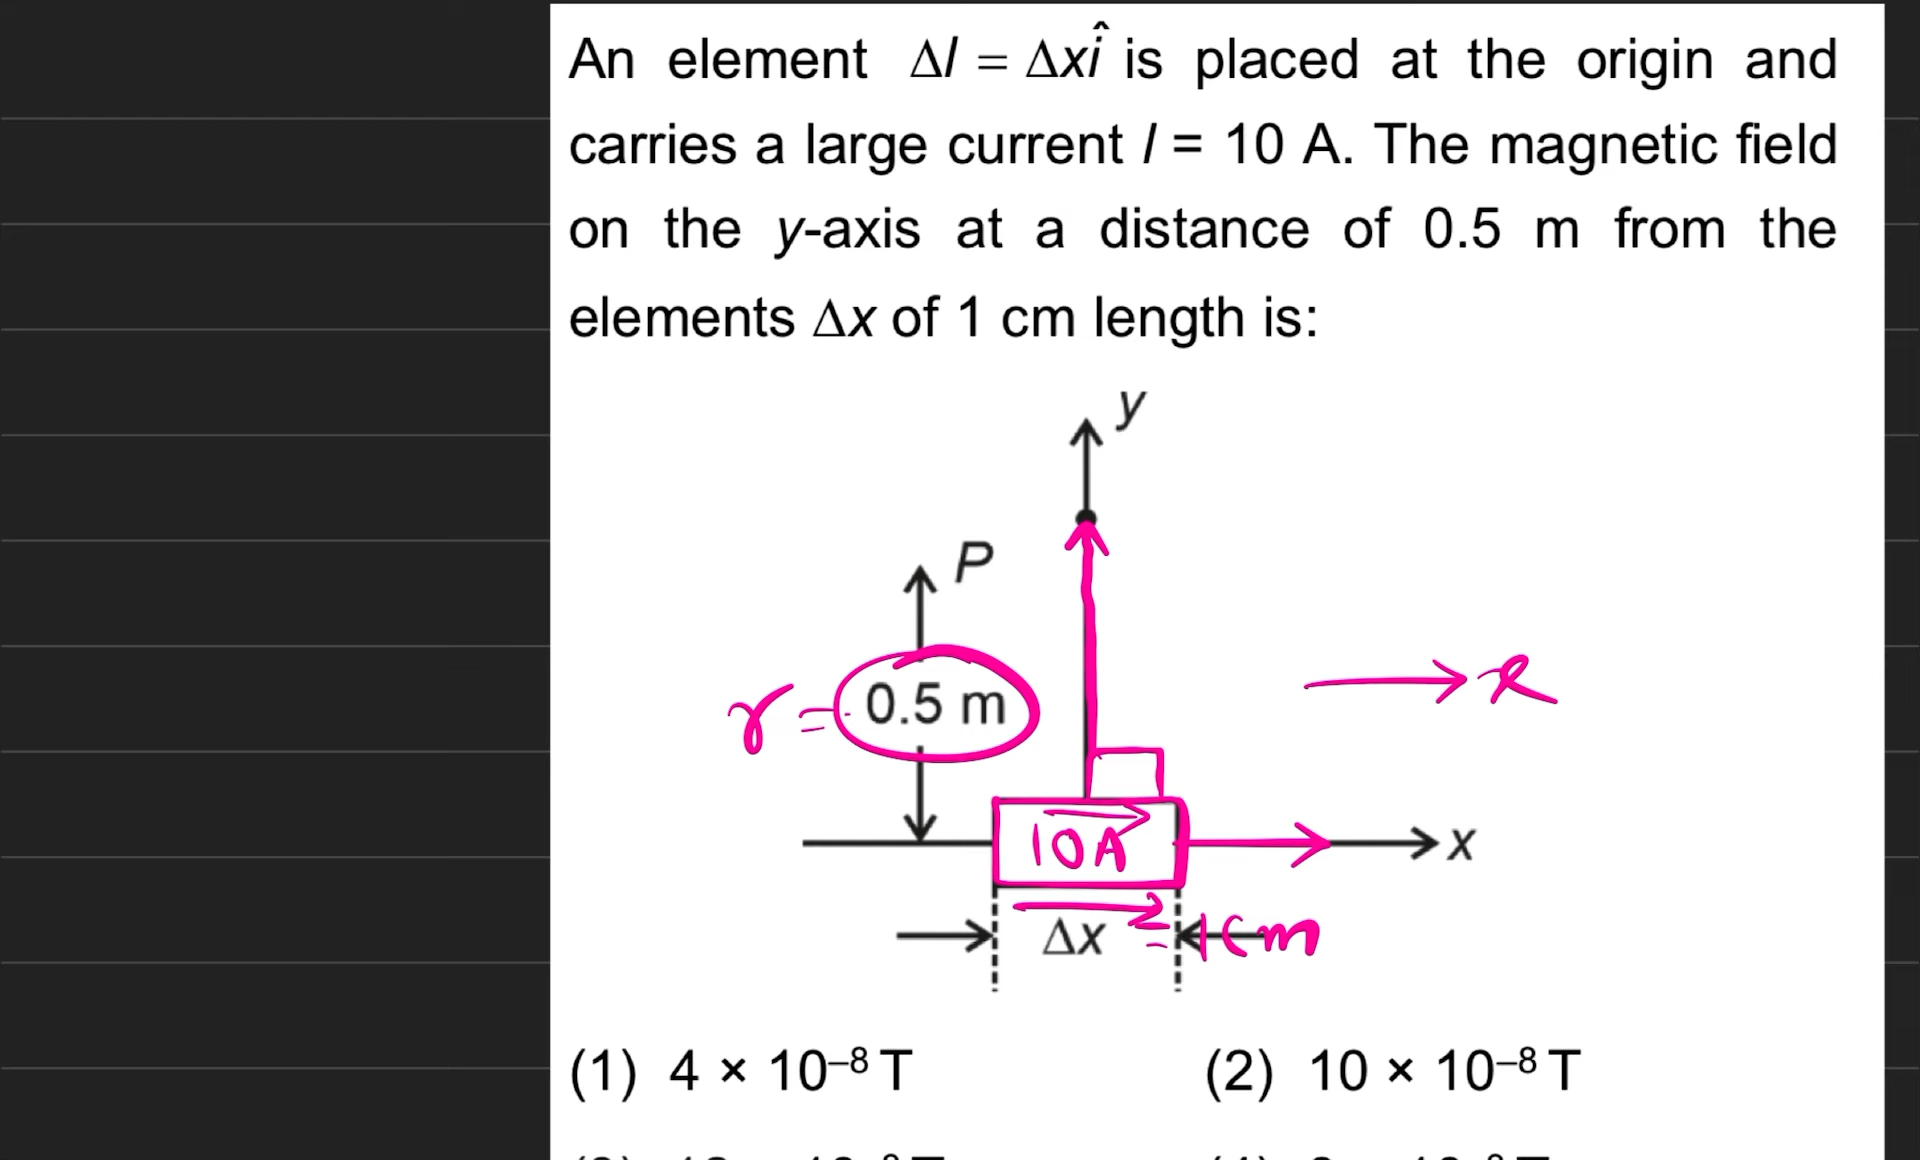 An element Δl = Δxî is placed at the origin and
carries a large current I = 10 A. The magnetic field
on the y-axis at a distance of 0.5 m from the
elements Δx of 1 cm length is:
y
P
r = 0.5 m
x
10A
x
Δx = 1cm
(1) 4 × 10⁻⁸ T (2) 10 × 10⁻⁸ T